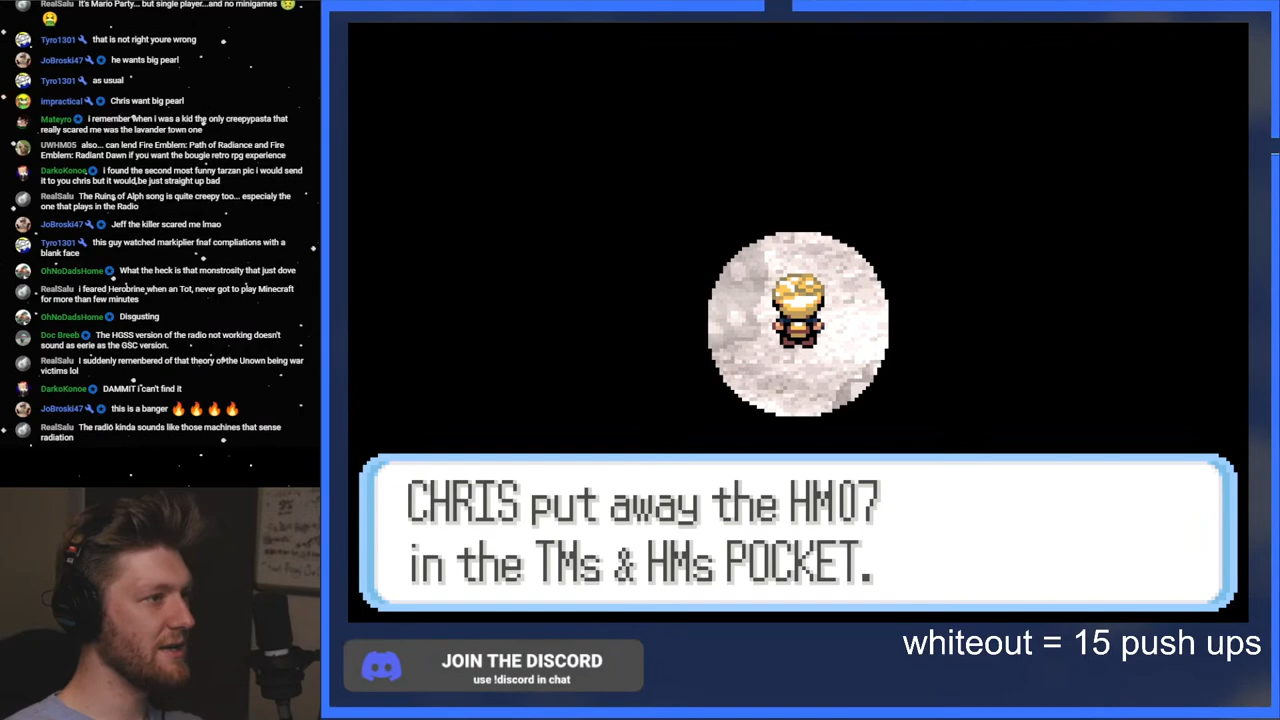 RealSalu It's Mario Party... but single player...and no minigames
Tyro1301 that is not right youre wrong
JoBroski47 he wants big pearl
Tyro1301 as usual
impractical Chris want big pearl
Mateyro i remember when i was a kid the only creepypasta that
really scared me was the lavander town one
UWHM05 also... can lend Fire Emblem: Path of Radiance and Fire
Emblem: Radiant Dawn if you want the bougie retro rpg experience
DarkoKonoe i found the second most funny tarzan pic i would send
it to you chris but it would be just straight up bad
RealSalu The Ruins of Alph song is quite creepy too... especialy the
one that plays in the Radio
JoBroski47 Jeff the killer scared me lmao
Tyro1301 this guy watched markiplier fnaf compliations with a
blank face
OhNoDadsHome What the heck is that monstrosity that just dove
RealSalu i feared Herobrine when an Tot, never got to play Minecraft
for more than few minutes
OhNoDadsHome Disgusting
Doc Breeb The HGSS version of the radio not working doesn't
sound as eerie as the GSC version.
RealSalu I suddenly remembered of that theory of the Unown being war
victims lol
DarkoKonoe DAMMIT i can't find it
JoBroski47 this is a banger
RealSalu The radio kinda sounds like those machines that sense
radiation
CHRIS put away the HM07
in the TMs & HMs POCKET.
JOIN THE DISCORD
use !discord in chat
whiteout = 15 push ups